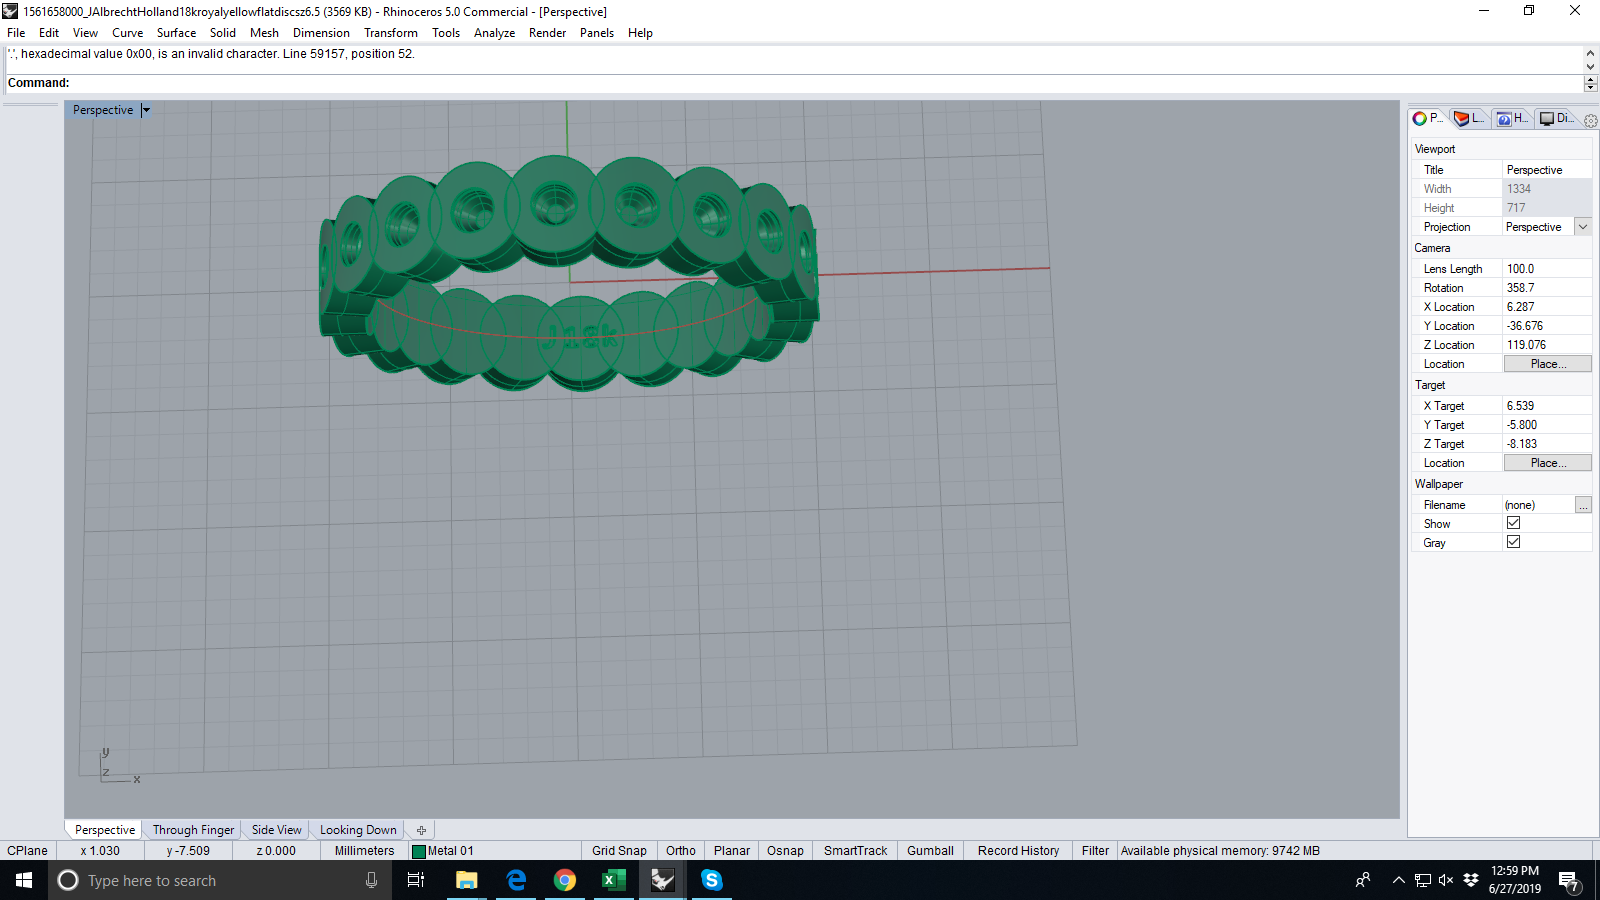 1561658000_JAlbrechtHolland18kroyalyellowflatdiscsz6.5 (3569 KB) - Rhinoceros 5.0 Commercial - [Perspective]
File Edit View Curve Surface Solid Mesh Dimension Transform Tools Analyze Render Panels Help
'.', hexadecimal value 0x00, is an invalid character. Line 59157, position 52.
Command:
Perspective
P... L... H... Di...
Viewport
Title Perspective
Width 1334
Height 717
Projection Perspective
Camera
Lens Length 100.0
Rotation 358.7
X Location 6.287
Y Location -36.676
Z Location 119.076
Location Place...
Target
X Target 6.539
Y Target -5.800
Z Target -8.183
Location Place...
Wallpaper
Filename (none) ...
Show
Gray
J18k
y
z x
Perspective Through Finger Side View Looking Down
CPlane x 1.030 y -7.509 z 0.000 Millimeters Metal 01 Grid Snap Ortho Planar Osnap SmartTrack Gumball Record History Filter Available physical memory: 9742 MB
Type here to search
12:59 PM
6/27/2019
7